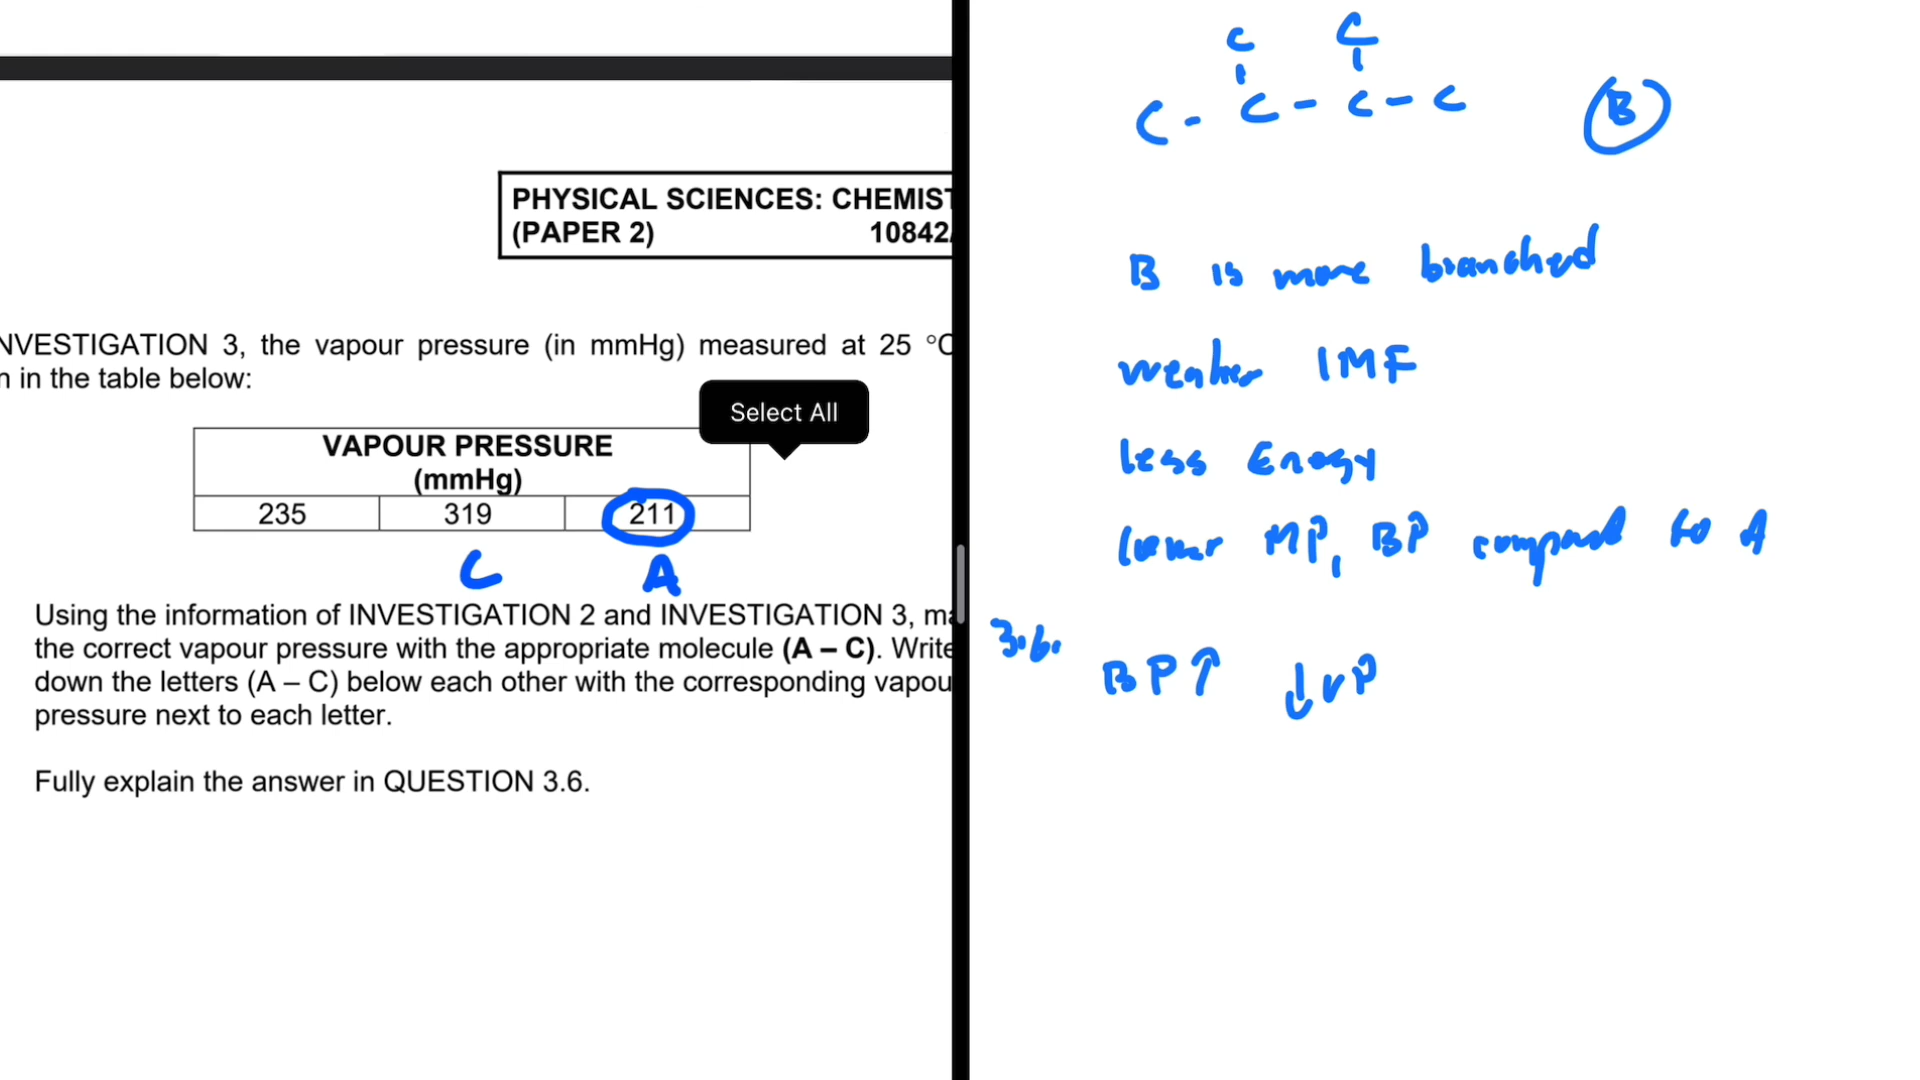 PHYSICAL SCIENCES: CHEMIST
(PAPER 2) 10842
NVESTIGATION 3, the vapour pressure (in mmHg) measured at 25 °C
n in the table below:
Select All
VAPOUR PRESSURE
(mmHg)
235 319 211
C A
Using the information of INVESTIGATION 2 and INVESTIGATION 3, ma
the correct vapour pressure with the appropriate molecule (A – C). Write
down the letters (A – C) below each other with the corresponding vapou
pressure next to each letter.
Fully explain the answer in QUESTION 3.6.
C C
C - C - C - C B
B is more branched
weaker IMF
less Energy
lower MP, BP compared to A
3.6. BP↑ ↓VP